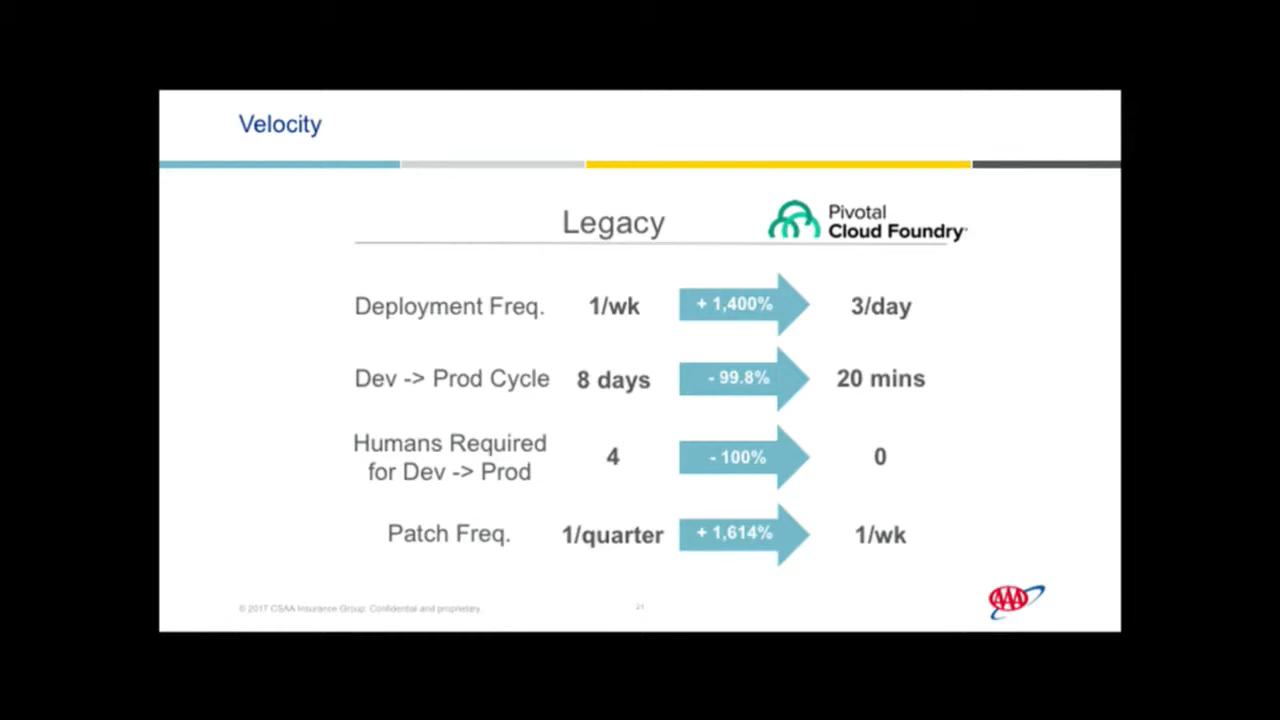 Velocity
Legacy
Pivotal
Cloud Foundry
Deployment Freq. 1/wk + 1,400% 3/day
Dev -> Prod Cycle 8 days - 99.8% 20 mins
Humans Required
for Dev -> Prod 4 - 100% 0
Patch Freq. 1/quarter + 1,614% 1/wk
© 2017 CSAA Insurance Group. Confidential and proprietary.
21
AAA